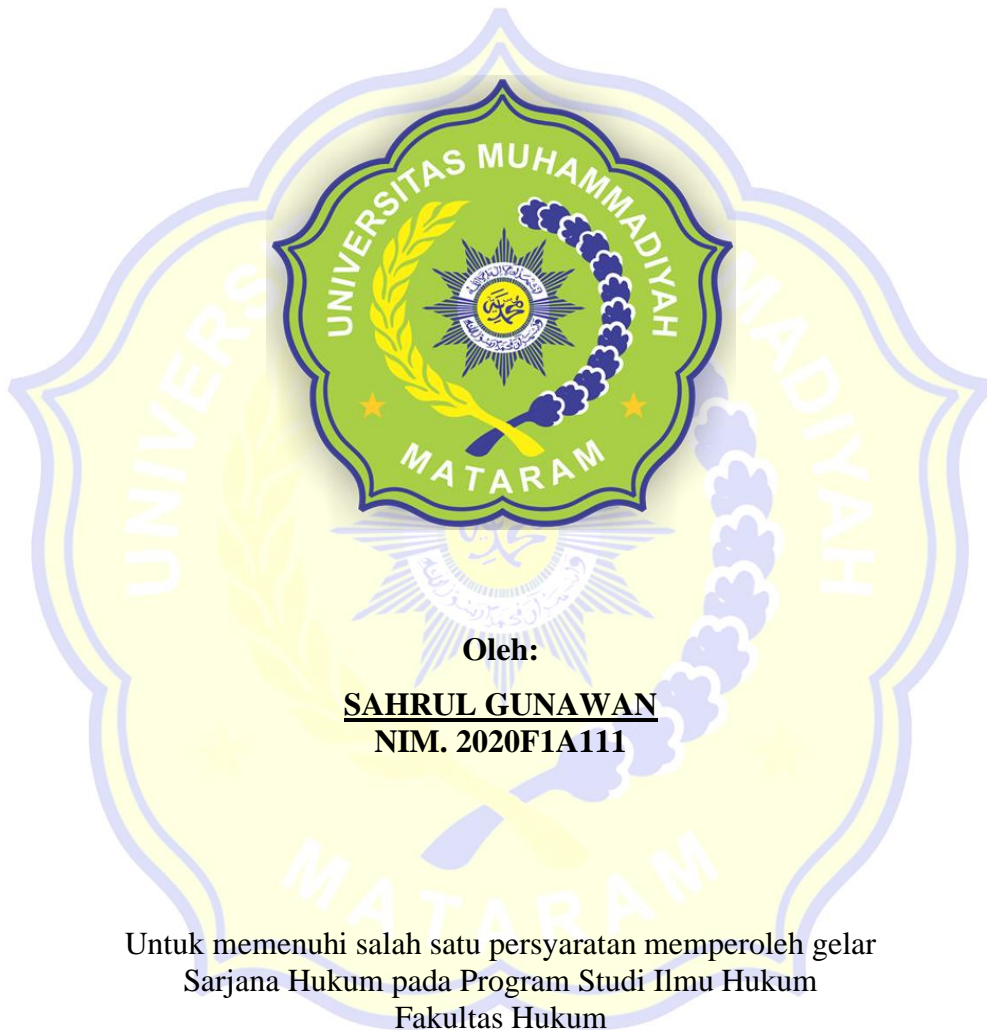 UNIVERSITAS MUHAMMADIYAH
MATARAM
Oleh:
SAHRUL GUNAWAN
NIM. 2020F1A111
Untuk memenuhi salah satu persyaratan memperoleh gelar
Sarjana Hukum pada Program Studi Ilmu Hukum
Fakultas Hukum